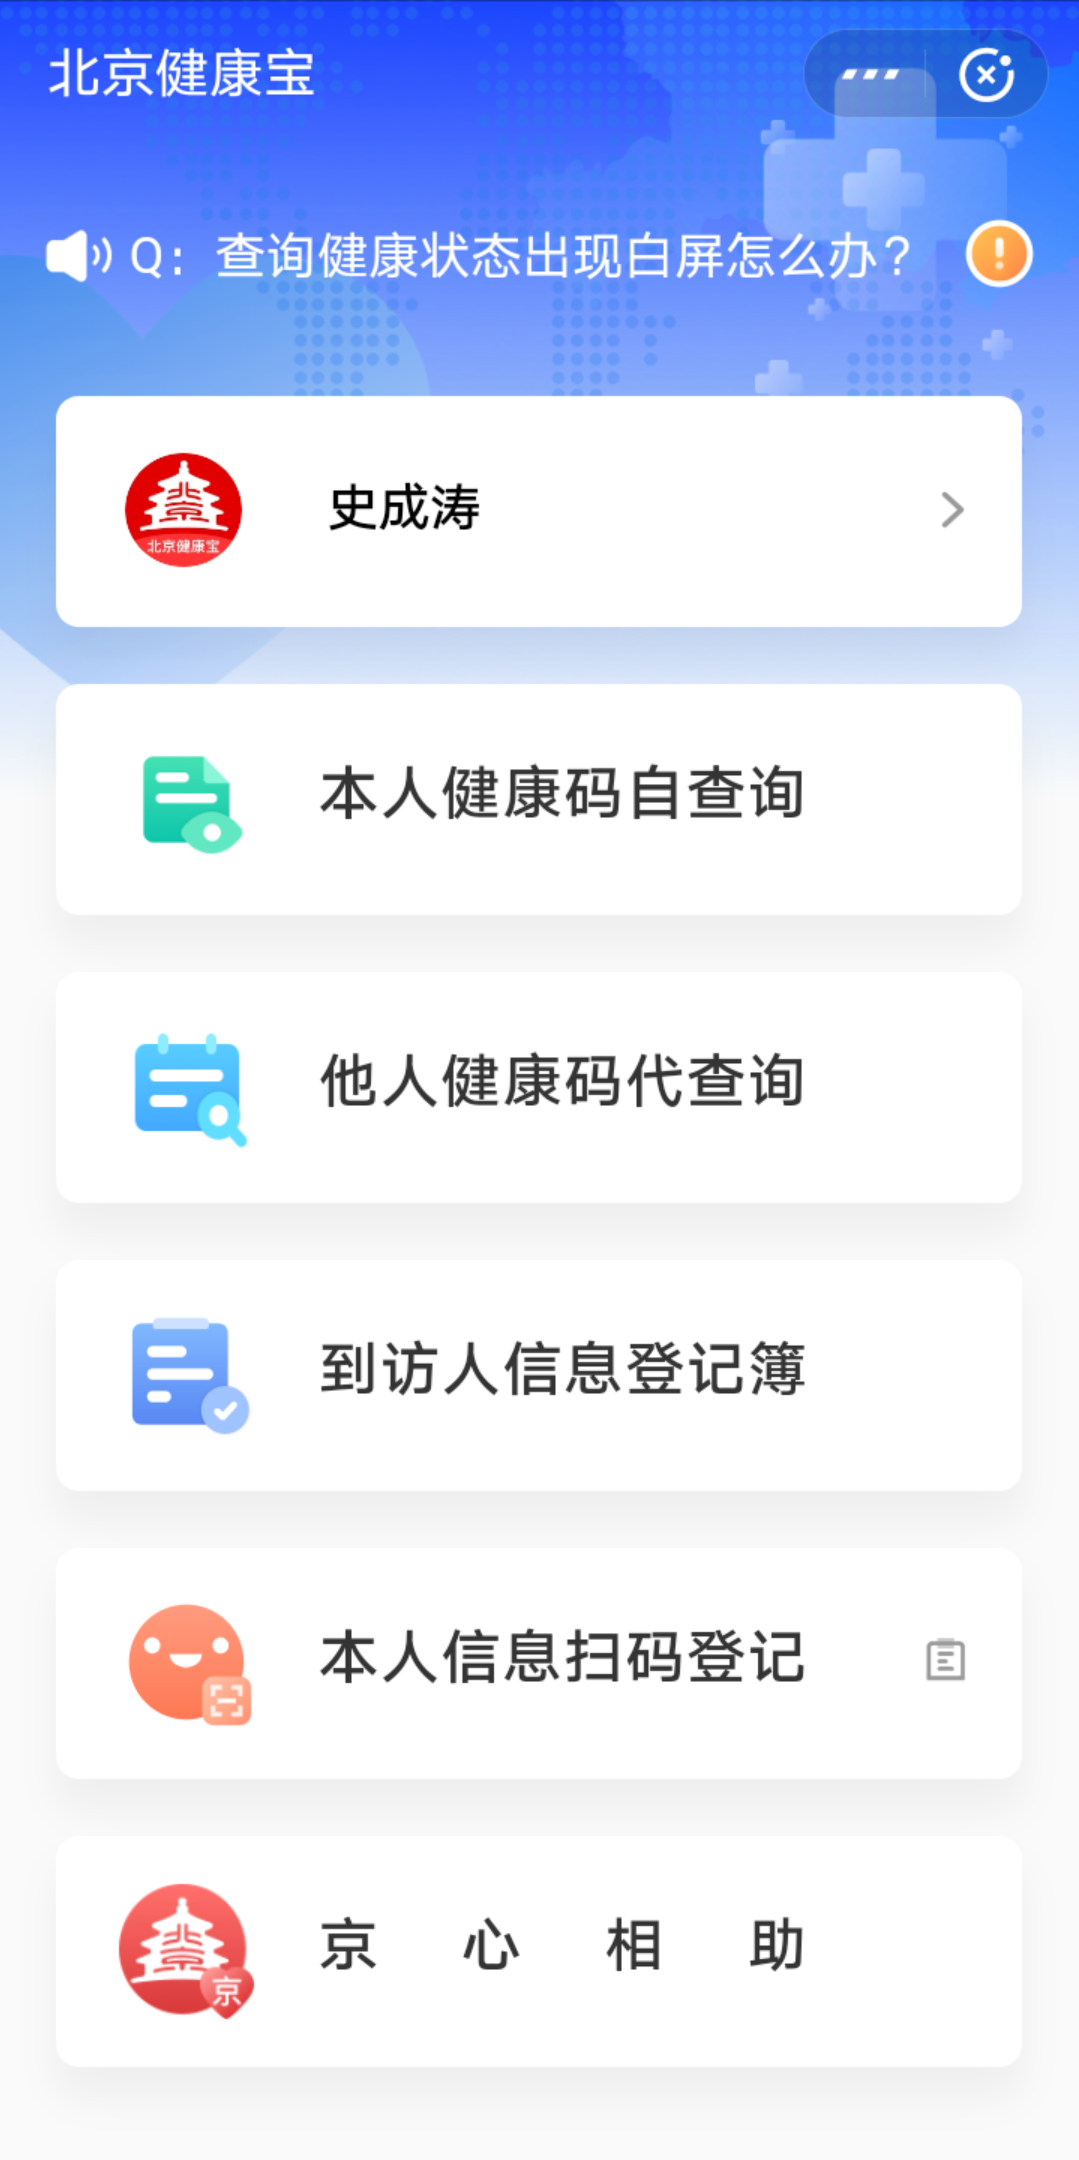 北京健康宝
Q：查询健康状态出现白屏怎么办？
北京健康宝
史成涛
本人健康码自查询
他人健康码代查询
到访人信息登记簿
本人信息扫码登记
京
京心相助